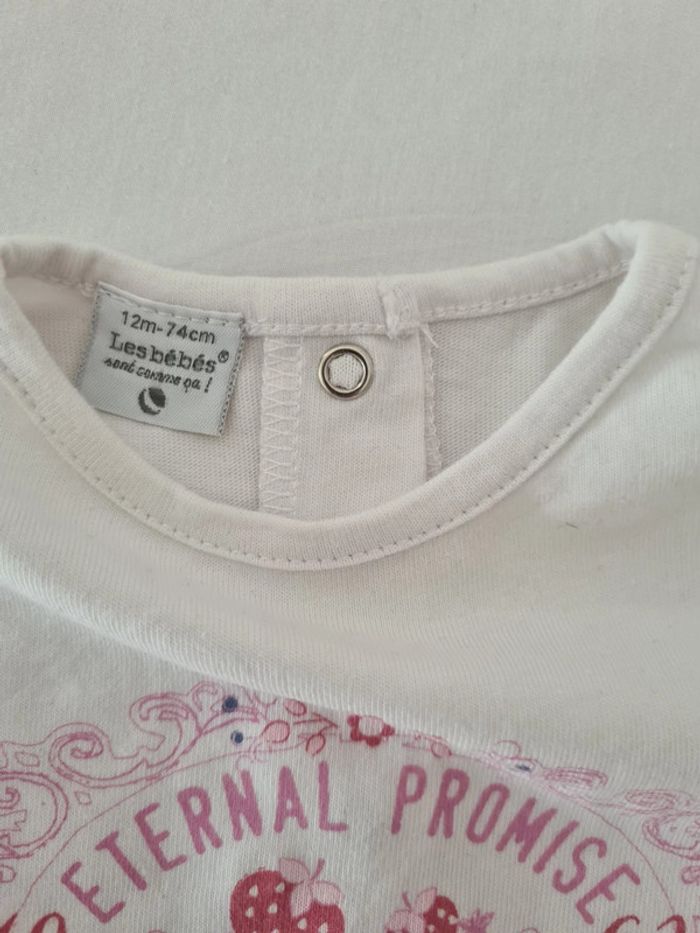 12m-74cm
Les bébés®
sont comme ça !
ETERNAL PROMISE